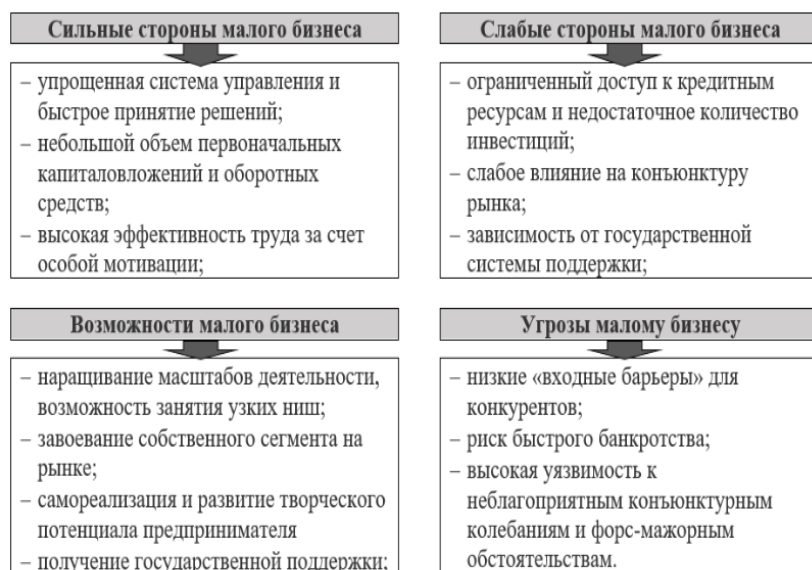 Сильные стороны малого бизнеса
– упрощенная система управления и
быстрое принятие решений;
– небольшой объем первоначальных
капиталовложений и оборотных
средств;
– высокая эффективность труда за счет
особой мотивации;
Слабые стороны малого бизнеса
– ограниченный доступ к кредитным
ресурсам и недостаточное количество
инвестиций;
– слабое влияние на конъюнктуру
рынка;
– зависимость от государственной
системы поддержки;
Возможности малого бизнеса
– наращивание масштабов деятельности,
возможность занятия узких ниш;
– завоевание собственного сегмента на
рынке;
– самореализация и развитие творческого
потенциала предпринимателя
– получение государственной поддержки;
Угрозы малому бизнесу
– низкие «входные барьеры» для
конкурентов;
– риск быстрого банкротства;
– высокая уязвимость к
неблагоприятным конъюнктурным
колебаниям и форс-мажорным
обстоятельствам.